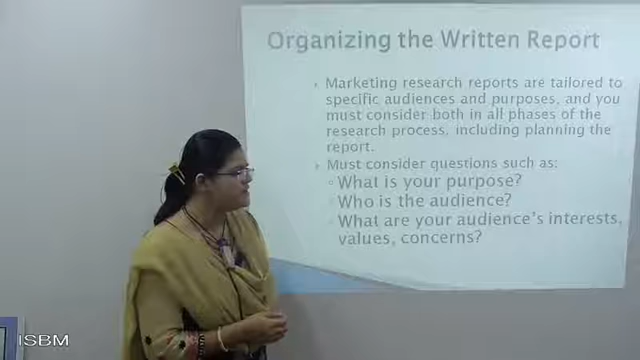 Organizing the Written Report
Marketing research reports are tailored to
specific audiences and purposes, and you
must consider both in all phases of the
research process, including planning the
report.
Must consider questions such as:
What is your purpose?
Who is the audience?
What are your audience's interests,
values, concerns?
ISBM